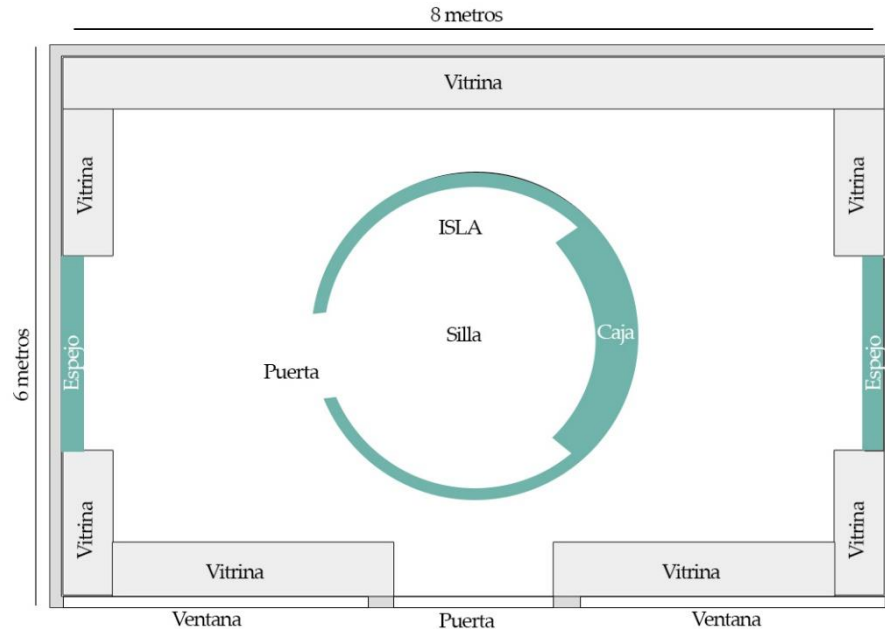 8 metros
Vitrina
Vitrina
Vitrina
ISLA
Espejo
Silla
Caja
Espejo
6 metros
Puerta
Vitrina
Vitrina
Vitrina
Vitrina
Ventana
Puerta
Ventana